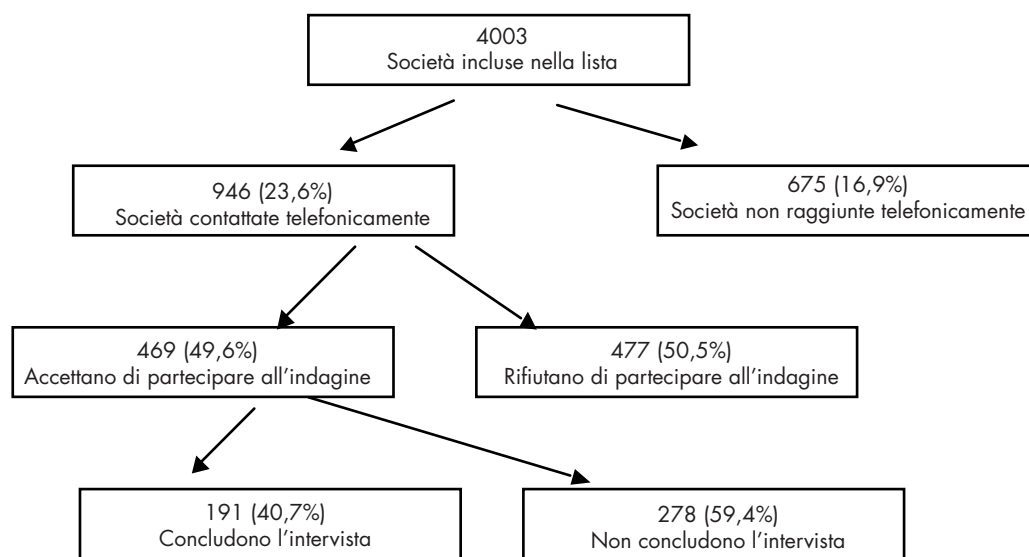 4003
Società incluse nella lista
946 (23,6%)
Società contattate telefonicamente
675 (16,9%)
Società non raggiunte telefonicamente
469 (49,6%)
Accettano di partecipare all’indagine
477 (50,5%)
Rifiutano di partecipare all’indagine
191 (40,7%)
Concludono l’intervista
278 (59,4%)
Non concludono l’intervista